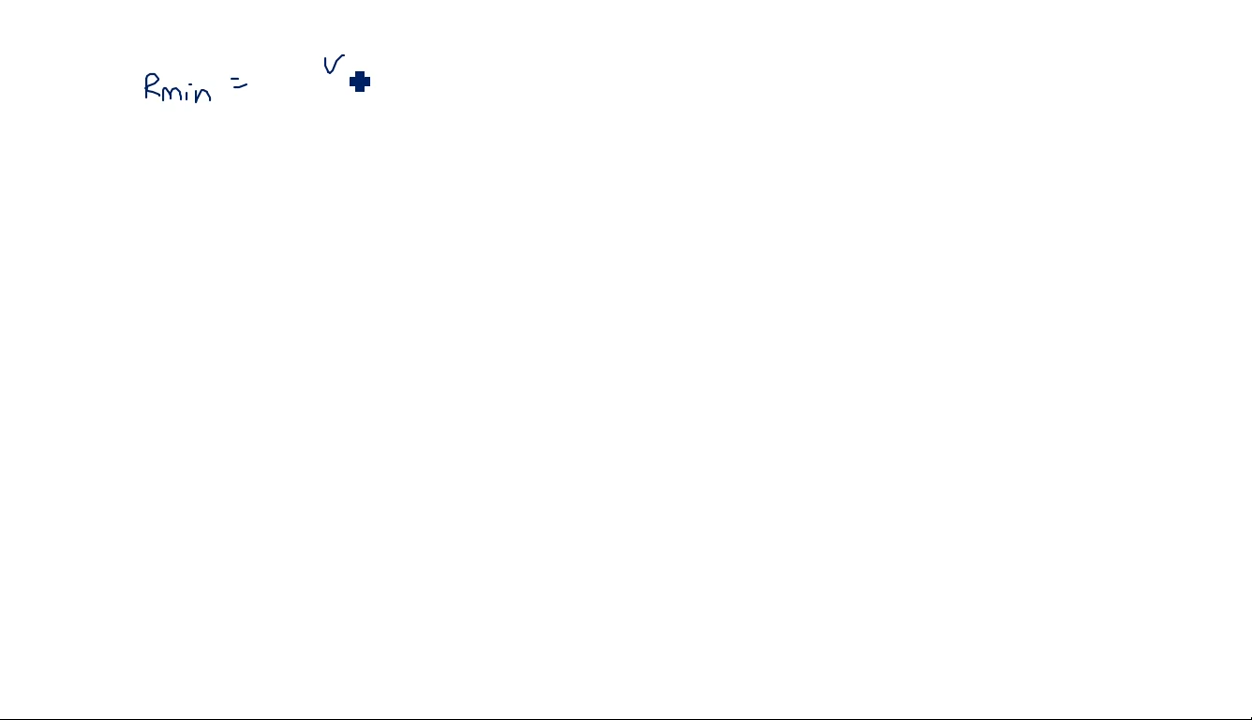 Rmin = v